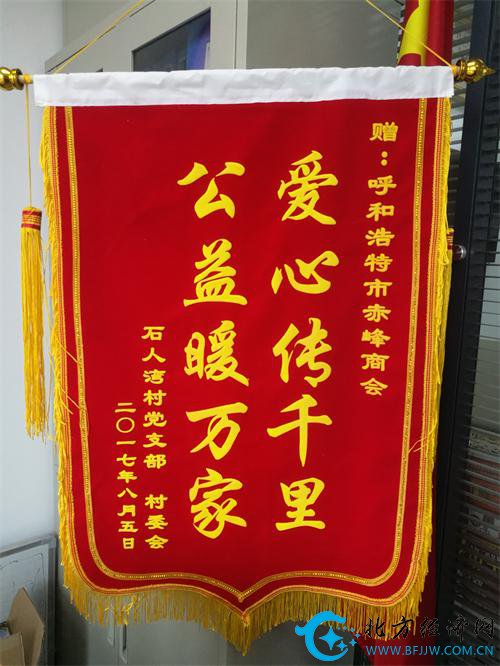 赠：呼和浩特市赤峰商会
爱心传千里
公益暖万家
石人湾村党支部 村委会
二〇一七年八月五日
北方经济网
WWW.BFJJW.COM.CN